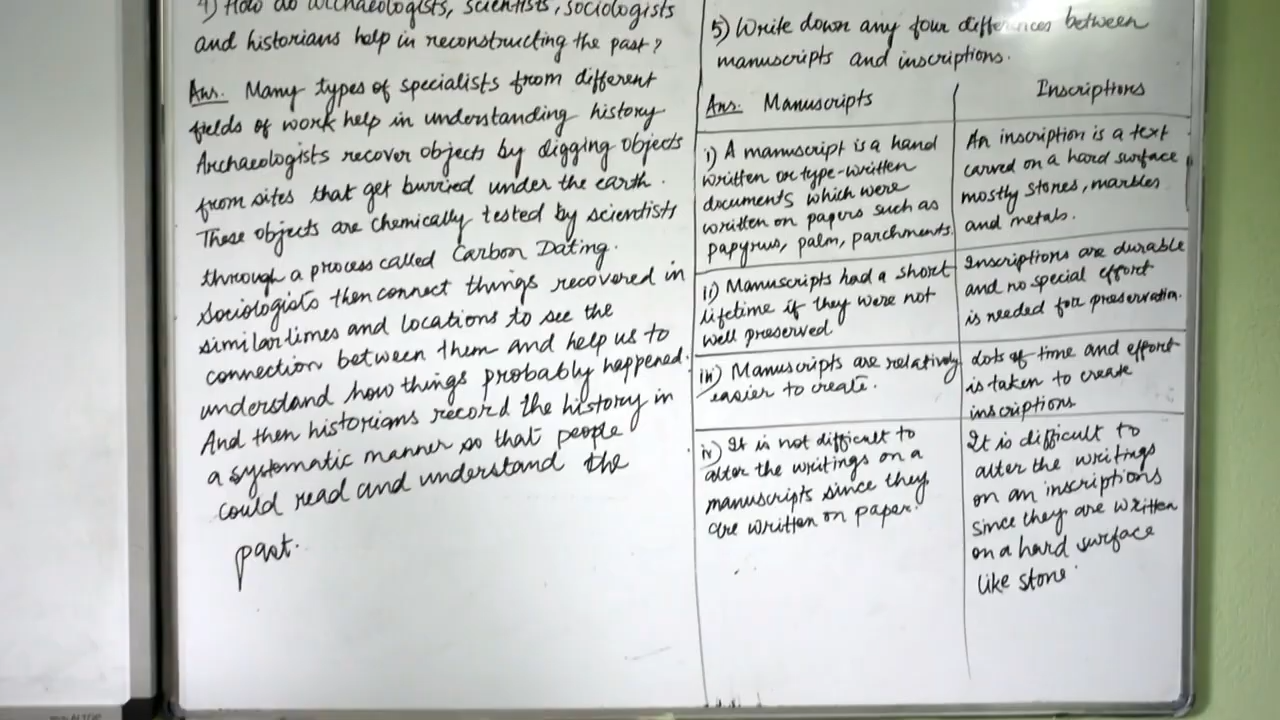 4) How do archaeologists, scientists, sociologists
and historians help in reconstructing the past?
Ans. Many types of specialists from different
fields of work help in understanding history
Archaeologists recover objects by digging objects
from sites that get burried under the earth.
These objects are chemically tested by scientists
through a process called Carbon Dating.
Sociologists then connect things recovered in
similar times and locations to see the
connection between them and help us to
understand how things probably happened.
And then historians record the history in
a systematic manner so that people
could read and understand the
past.
5) Write down any four differences between
manuscripts and inscriptions.
Ans. Manuscripts
i) A manuscript is a hand
written or type-written
documents which were
written on papers such as
papyrus, palm, parchments.
ii) Manuscripts had a short
lifetime if they were not
well preserved.
iii) Manuscripts are relatively
easier to create.
iv) It is not difficult to
alter the writings on a
manuscripts since they
are written on paper.
Inscriptions
An inscription is a text
carved on a hard surface
mostly stones, marbles
and metals.
Inscriptions are durable
and no special effort
is needed for preservation.
Lots of time and effort
is taken to create
inscriptions
It is difficult to
alter the writings
on an inscriptions
since they are written
on a hard surface
like stone.